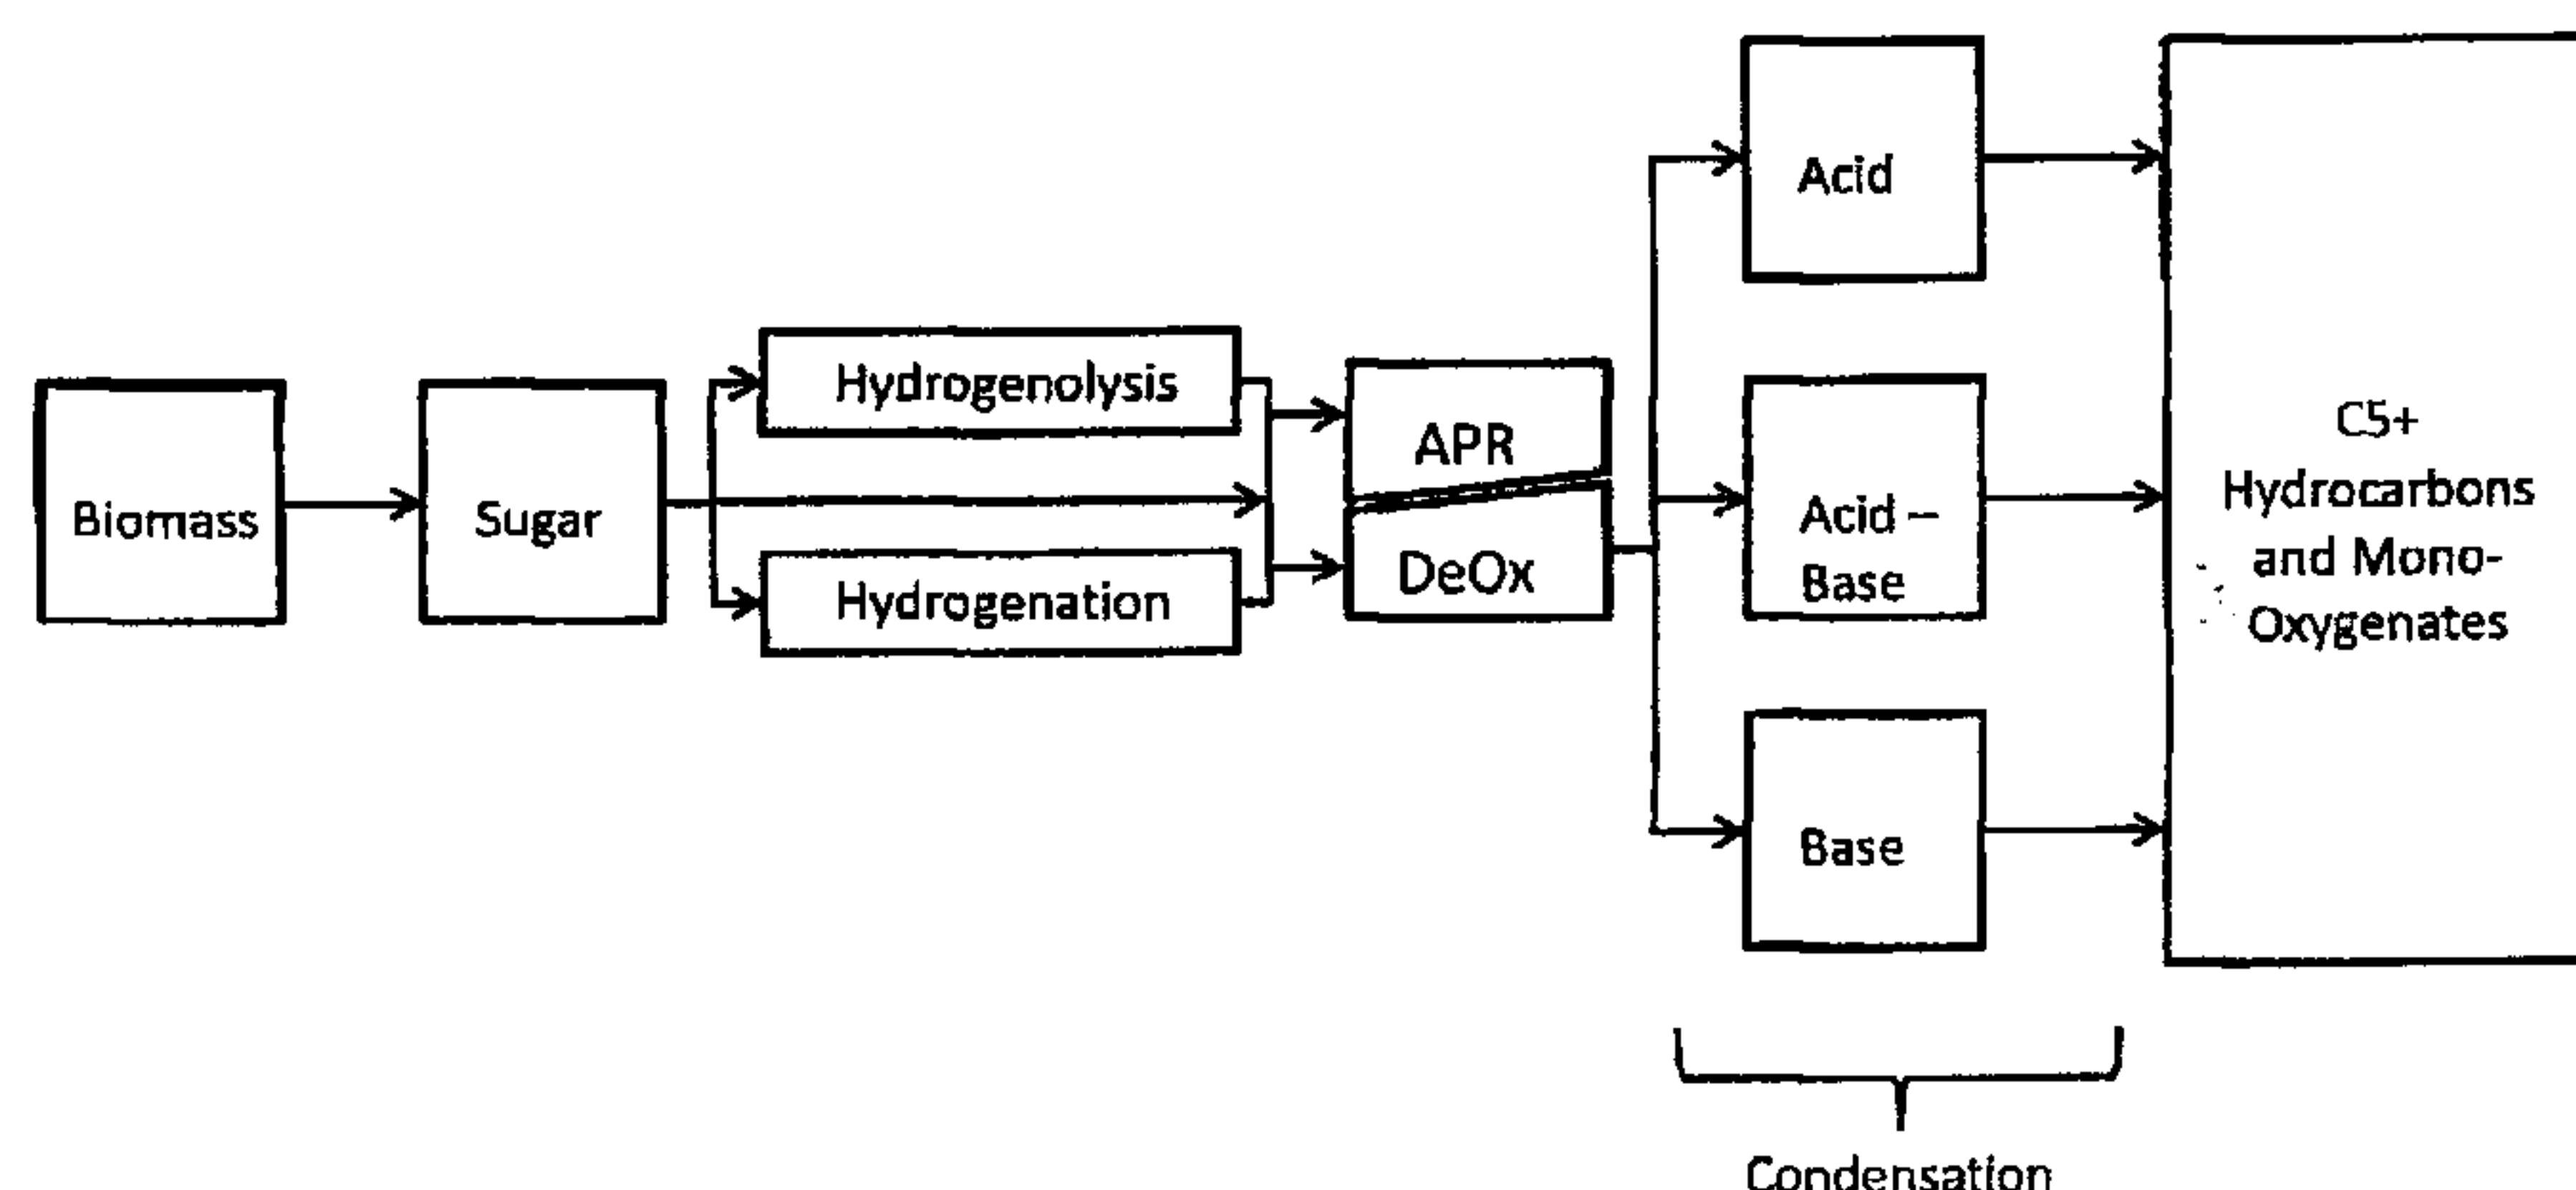 Biomass
Sugar
Hydrogenolysis
Hydrogenation
APR
DeOx
Acid
Acid –
Base
Base
C5+
Hydrocarbons
and Mono-
Oxygenates
Condensation